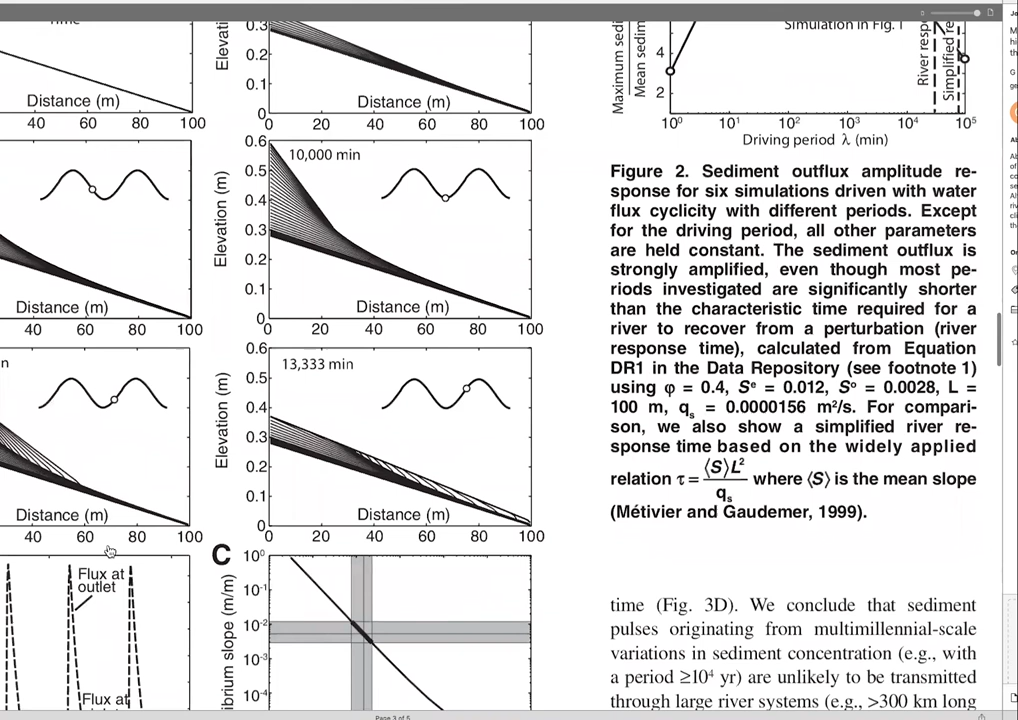 Distance (m)
40 60 80 100
Distance (m)
40 60 80 100
n
Distance (m)
40 60 80 100
Flux at
outlet
Flux at
0.3
0.2
0.1
0
Distance (m)
0 20 40 60 80 100
0.6
0.5
0.4
0.3
0.2
0.1
0
10,000 min
Elevation (m)
Distance (m)
0 20 40 60 80 100
0.6
0.5
0.4
0.3
0.2
0.1
0
13,333 min
Elevation (m)
Distance (m)
0 20 40 60 80 100
C
10⁰
10⁻¹
10⁻²
10⁻³
10⁻⁴
slope (m/m)
Simulation in Fig.
4
2
Maximum
Mean
River
Simplified
10⁰ 10¹ 10² 10³ 10⁴ 10⁵
Driving period λ (min)
Figure 2. Sediment outflux amplitude re-
sponse for six simulations driven with water
flux cyclicity with different periods. Except
for the driving period, all other parameters
are held constant. The sediment outflux is
strongly amplified, even though most pe-
riods investigated are significantly shorter
than the characteristic time required for a
river to recover from a perturbation (river
response time), calculated from Equation
DR1 in the Data Repository (see footnote 1)
using φ = 0.4, Sᵉ = 0.012, Sᵒ = 0.0028, L =
100 m, qₛ = 0.0000156 m²/s. For compari-
son, we also show a simplified river re-
sponse time based on the widely applied
relation τ = ⟨S⟩L²/qₛ where ⟨S⟩ is the mean slope
(Métivier and Gaudemer, 1999).
time (Fig. 3D). We conclude that sediment
pulses originating from multimillennial-scale
variations in sediment concentration (e.g., with
a period ≥10⁴ yr) are unlikely to be transmitted
through large river systems (e.g., >300 km long
Page 3 of 5